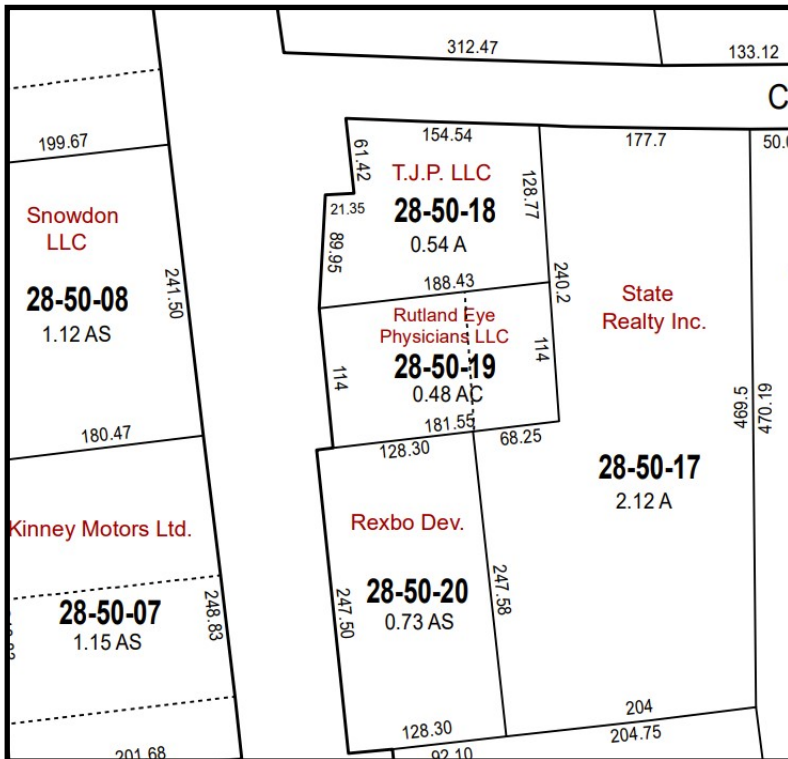 312.47
133.12
C
199.67
154.54
177.7
61.42
T.J.P. LLC
128.77
21.35
28-50-18
0.54 A
89.95
Snowdon
LLC
28-50-08
1.12 AS
241.50
188.43
240.2
State
Realty Inc.
Rutland Eye
Physicians LLC
28-50-19
0.48 AC
114
114
181.55
469.5
470.19
180.47
128.30
68.25
28-50-17
2.12 A
Kinney Motors Ltd.
Rexbo Dev.
28-50-07
1.15 AS
248.83
247.50
28-50-20
0.73 AS
247.58
128.30
204
204.75
201.68
92.10